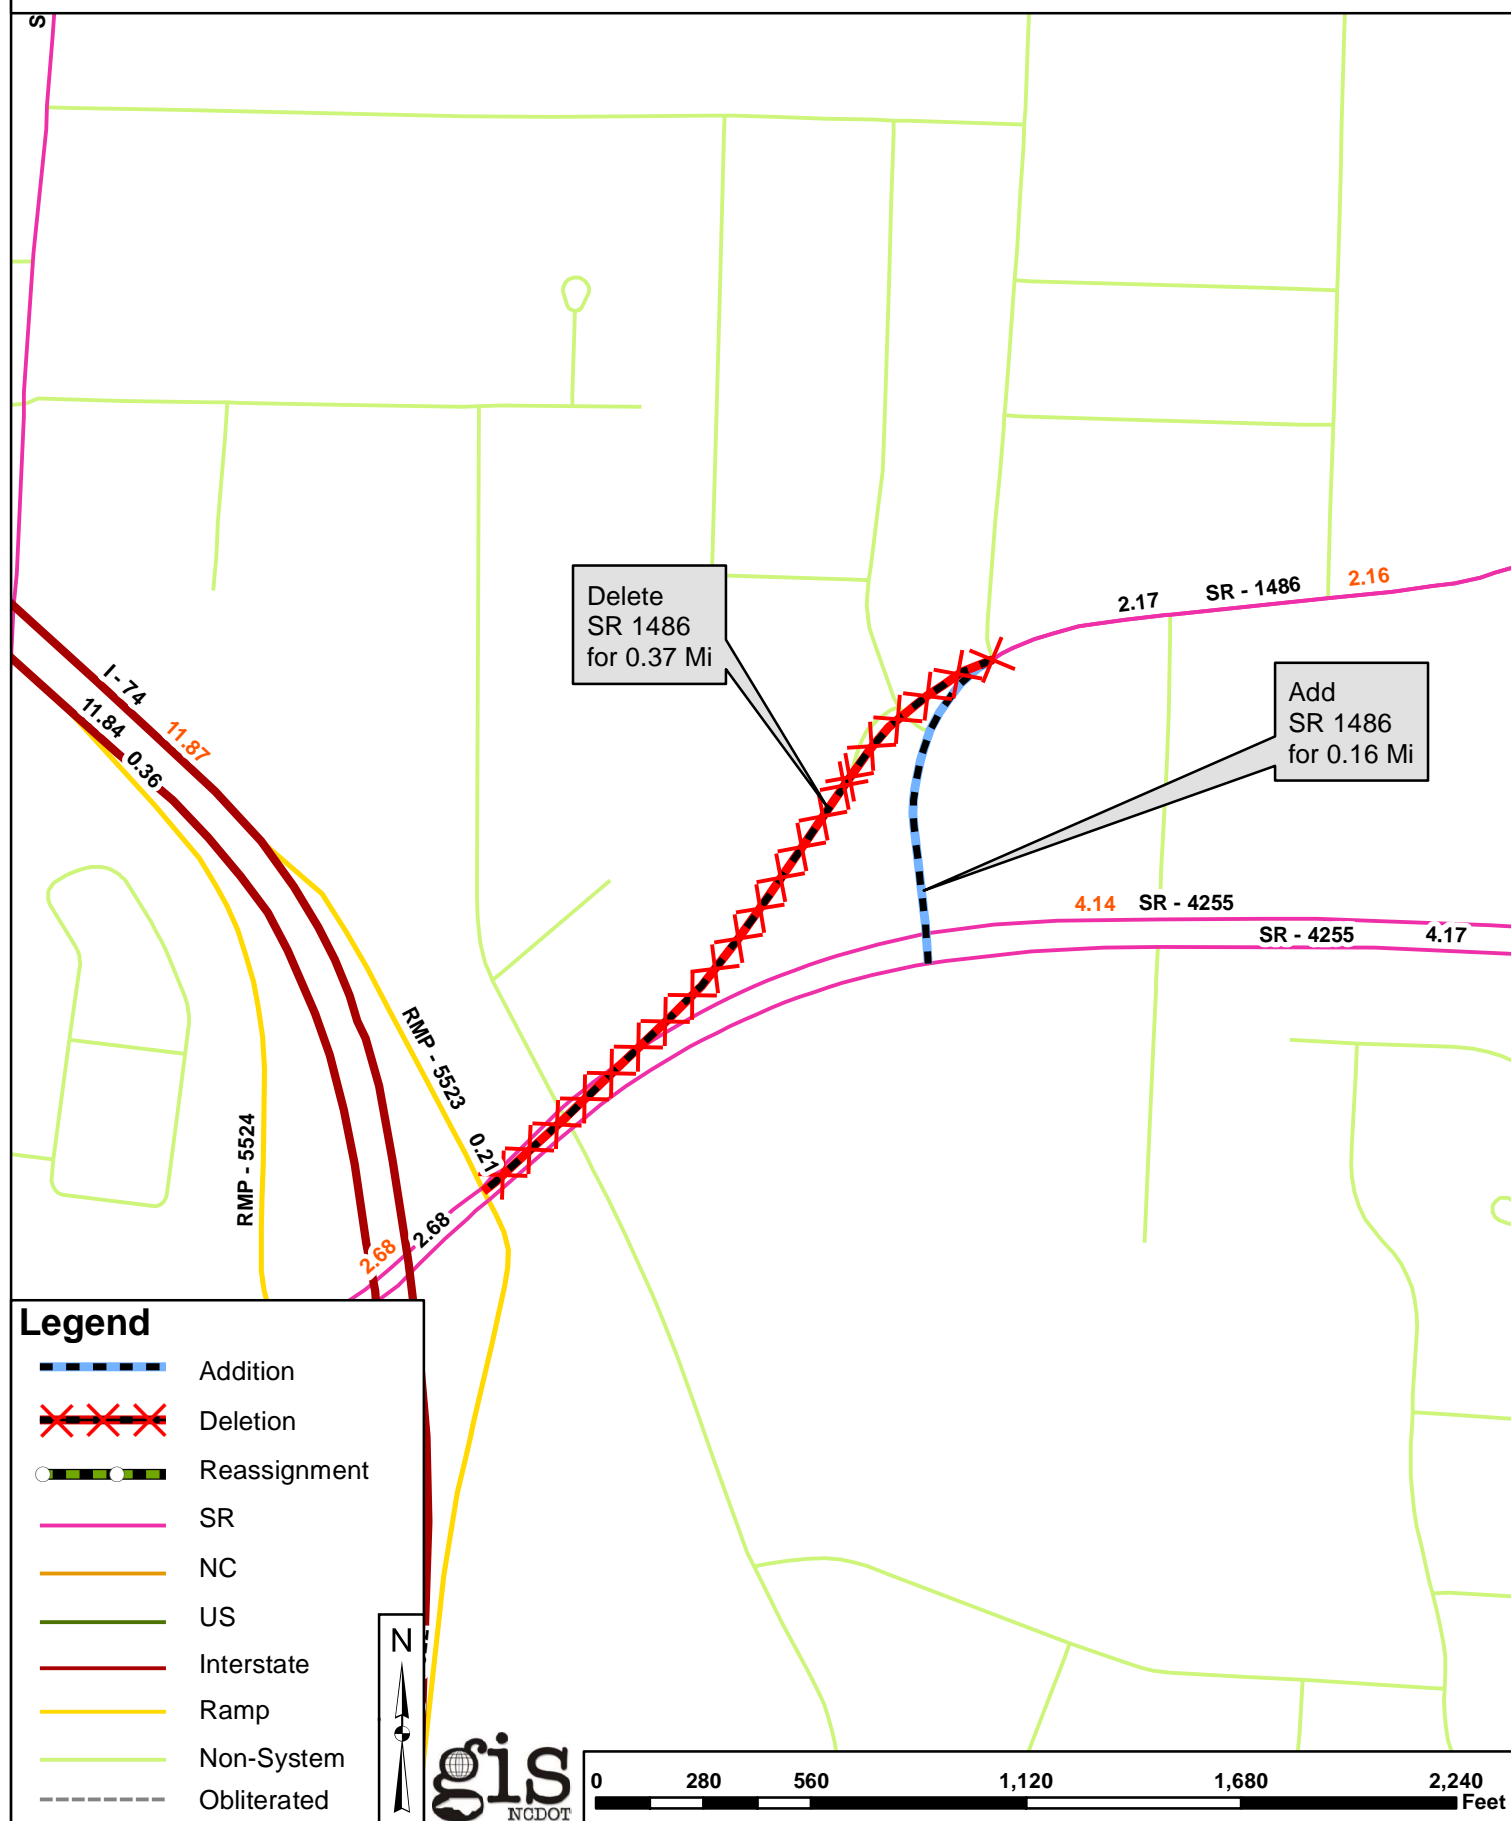 S
Delete
SR 1486
for 0.37 Mi
2.17
SR - 1486
2.16
Add
SR 1486
for 0.16 Mi
I - 74
11.84
11.87
0.36
4.14
SR - 4255
SR - 4255
4.17
RMP - 5523
0.21
RMP - 5524
2.68
2.68
Legend
Addition
Deletion
Reassignment
SR
NC
US
Interstate
Ramp
Non-System
Obliterated
N
gis
NCDOT
0
280
560
1,120
1,680
2,240
Feet